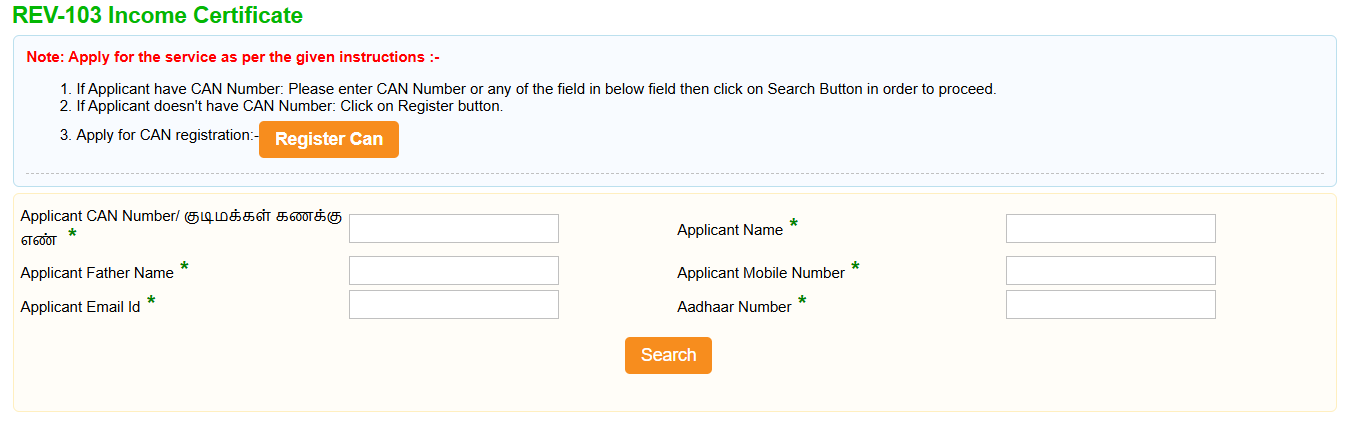 REV-103 Income Certificate
Note: Apply for the service as per the given instructions :-
1. If Applicant have CAN Number: Please enter CAN Number or any of the field in below field then click on Search Button in order to proceed.
2. If Applicant doesn't have CAN Number: Click on Register button.
3. Apply for CAN registration:- Register Can
Applicant CAN Number/ குடிமக்கள் கணக்கு
எண் *
Applicant Name *
Applicant Father Name *
Applicant Mobile Number *
Applicant Email Id *
Aadhaar Number *
Search